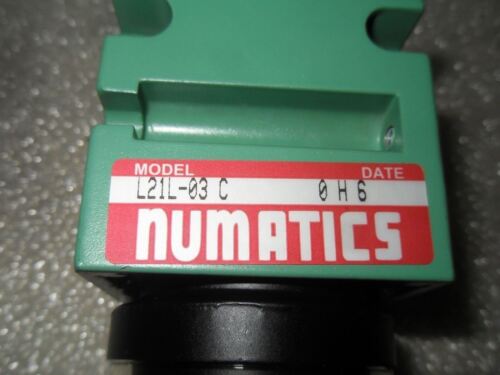 MODEL DATE
L21L-03 C 0 H 6
NUMATICS